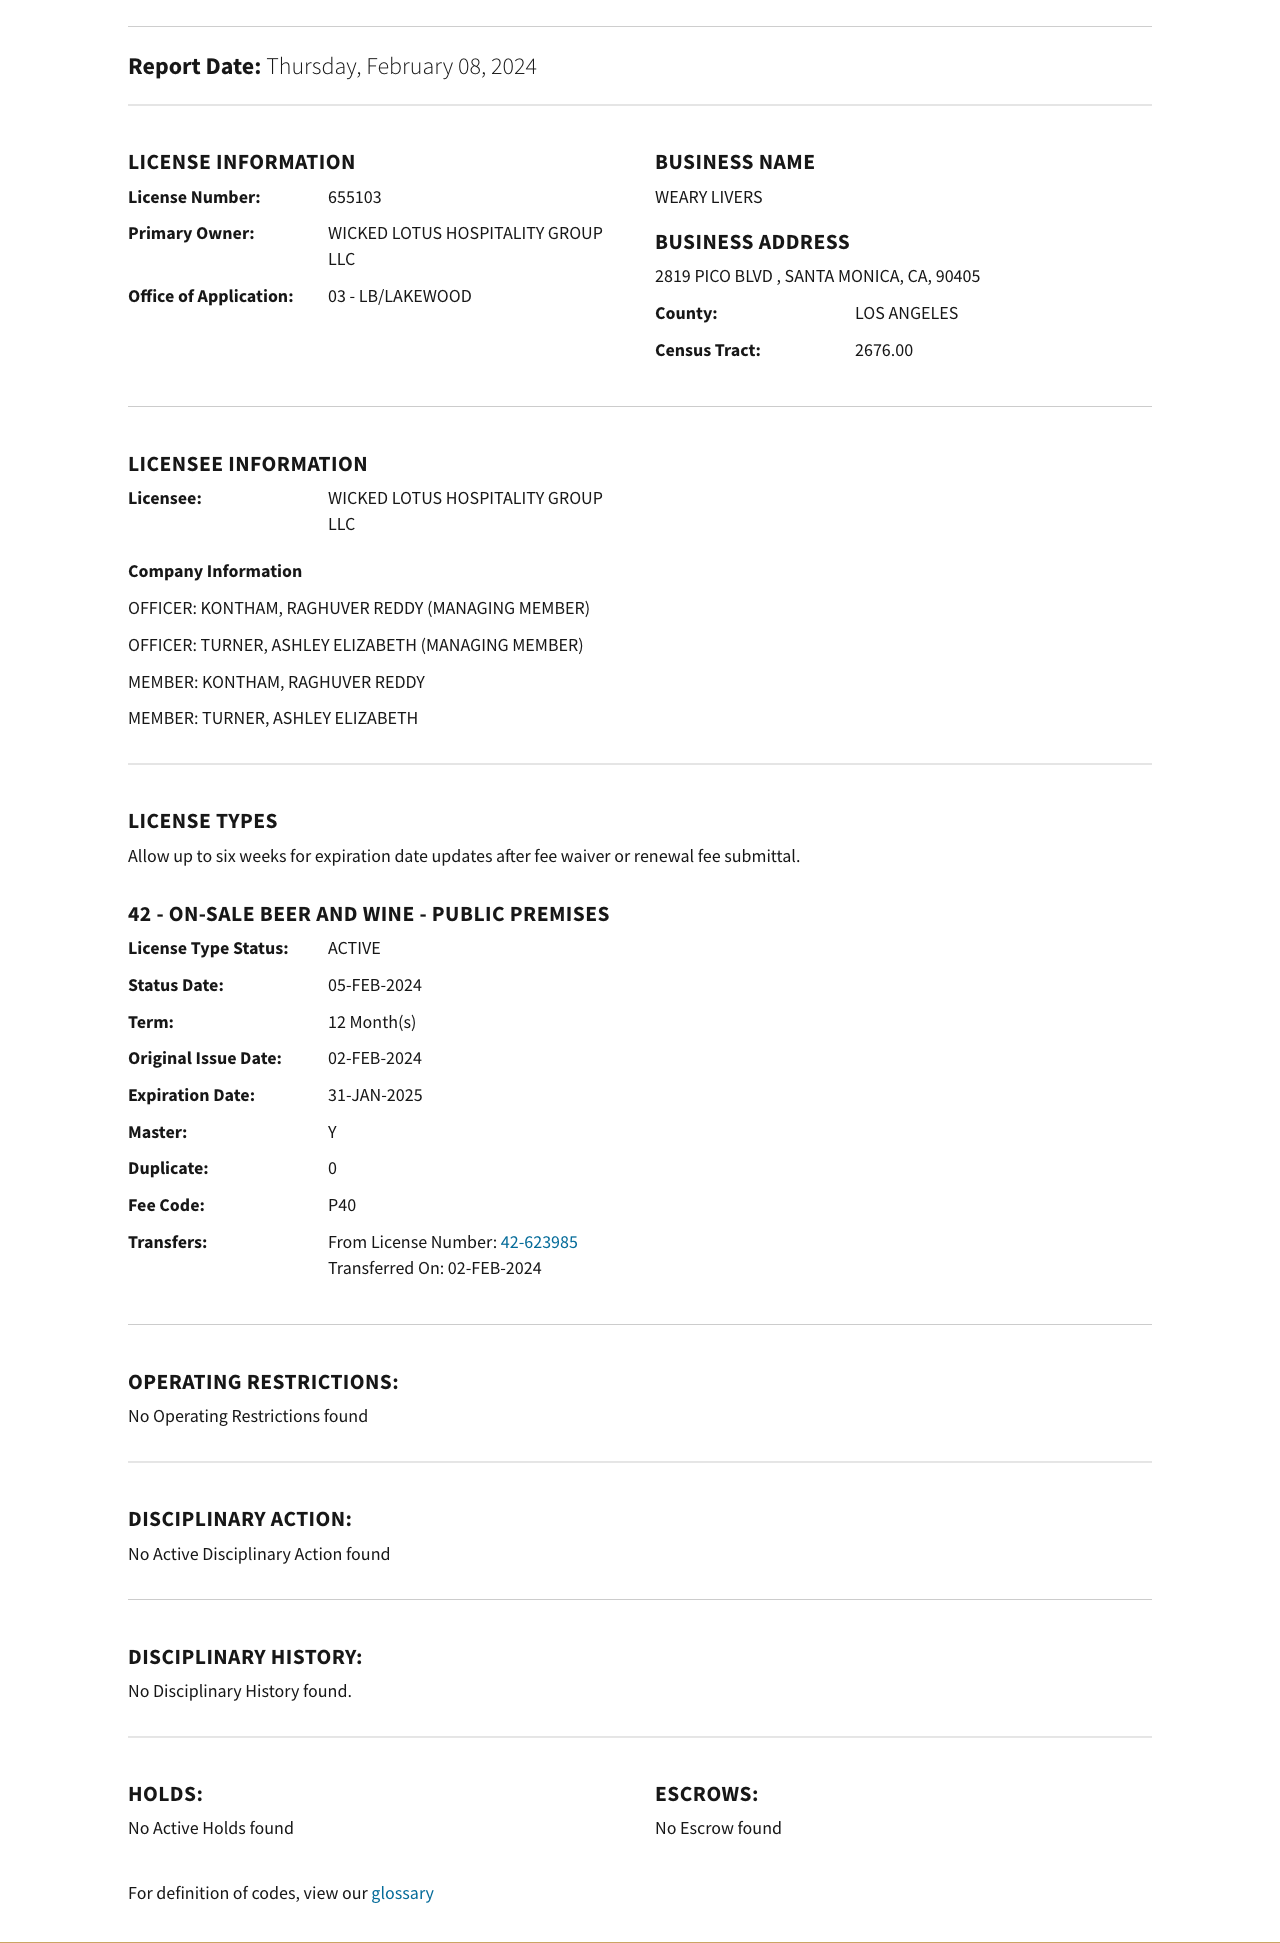 Report Date: Thursday, February 08, 2024
LICENSE INFORMATION
License Number: 655103
Primary Owner: WICKED LOTUS HOSPITALITY GROUP
LLC
Office of Application: 03 - LB/LAKEWOOD
BUSINESS NAME
WEARY LIVERS
BUSINESS ADDRESS
2819 PICO BLVD , SANTA MONICA, CA, 90405
County: LOS ANGELES
Census Tract: 2676.00
LICENSEE INFORMATION
Licensee: WICKED LOTUS HOSPITALITY GROUP
LLC
Company Information
OFFICER: KONTHAM, RAGHUVER REDDY (MANAGING MEMBER)
OFFICER: TURNER, ASHLEY ELIZABETH (MANAGING MEMBER)
MEMBER: KONTHAM, RAGHUVER REDDY
MEMBER: TURNER, ASHLEY ELIZABETH
LICENSE TYPES
Allow up to six weeks for expiration date updates after fee waiver or renewal fee submittal.
42 - ON-SALE BEER AND WINE - PUBLIC PREMISES
License Type Status: ACTIVE
Status Date: 05-FEB-2024
Term: 12 Month(s)
Original Issue Date: 02-FEB-2024
Expiration Date: 31-JAN-2025
Master: Y
Duplicate: 0
Fee Code: P40
Transfers: From License Number: 42-623985
Transferred On: 02-FEB-2024
OPERATING RESTRICTIONS:
No Operating Restrictions found
DISCIPLINARY ACTION:
No Active Disciplinary Action found
DISCIPLINARY HISTORY:
No Disciplinary History found.
HOLDS:
No Active Holds found
ESCROWS:
No Escrow found
For definition of codes, view our glossary